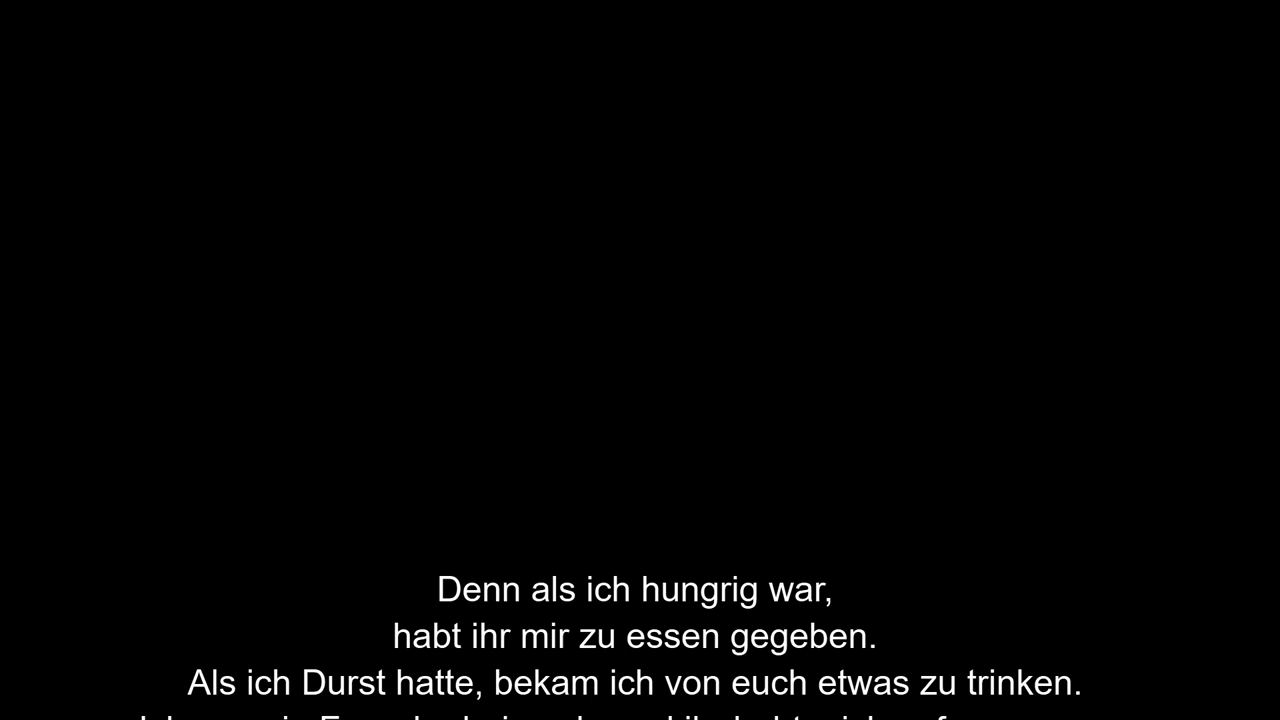 Denn als ich hungrig war,
habt ihr mir zu essen gegeben.
Als ich Durst hatte, bekam ich von euch etwas zu trinken.